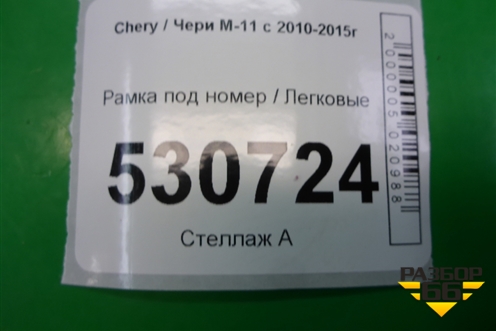 Chery / Чери М-11 с 2010-2015г
Рамка под номер / Легковые
530724
Стеллаж А
2000005020988
РАЗБОР
66